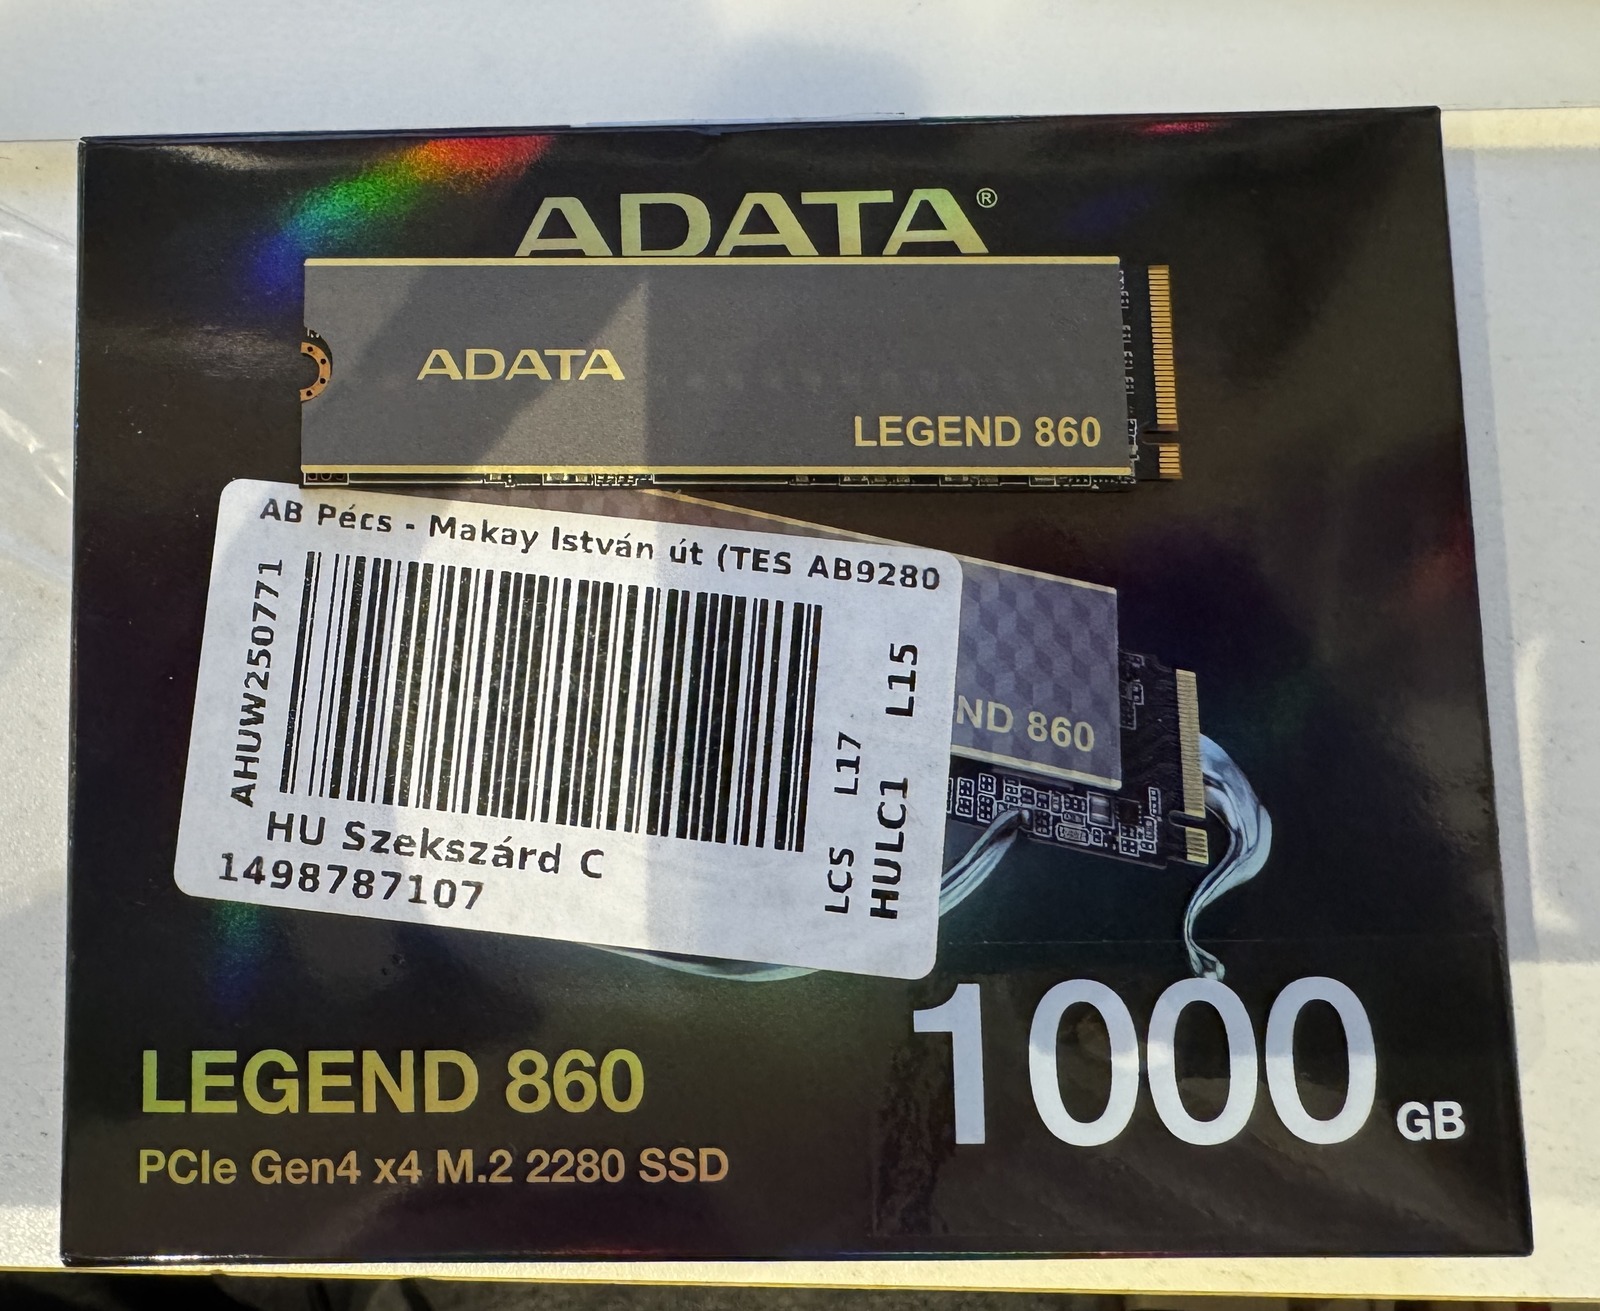 ADATA®
ADATA
LEGEND 860
AB Pécs - Makay István út (TES AB9280
AHUW250771
HU Szekszárd C
1498787107
LCS L17
HULC1 L15
ND 860
1000 GB
LEGEND 860
PCIe Gen4 x4 M.2 2280 SSD